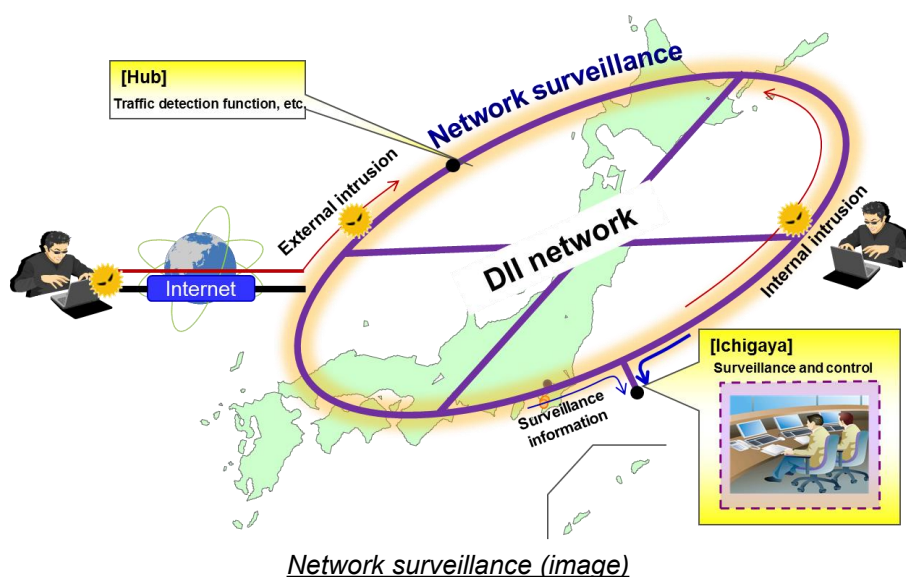 [Hub]
Traffic detection function, etc.
Network surveillance
External intrusion
Internet
DII network
Internal intrusion
[Ichigaya]
Surveillance and control
Surveillance
information
Network surveillance (image)